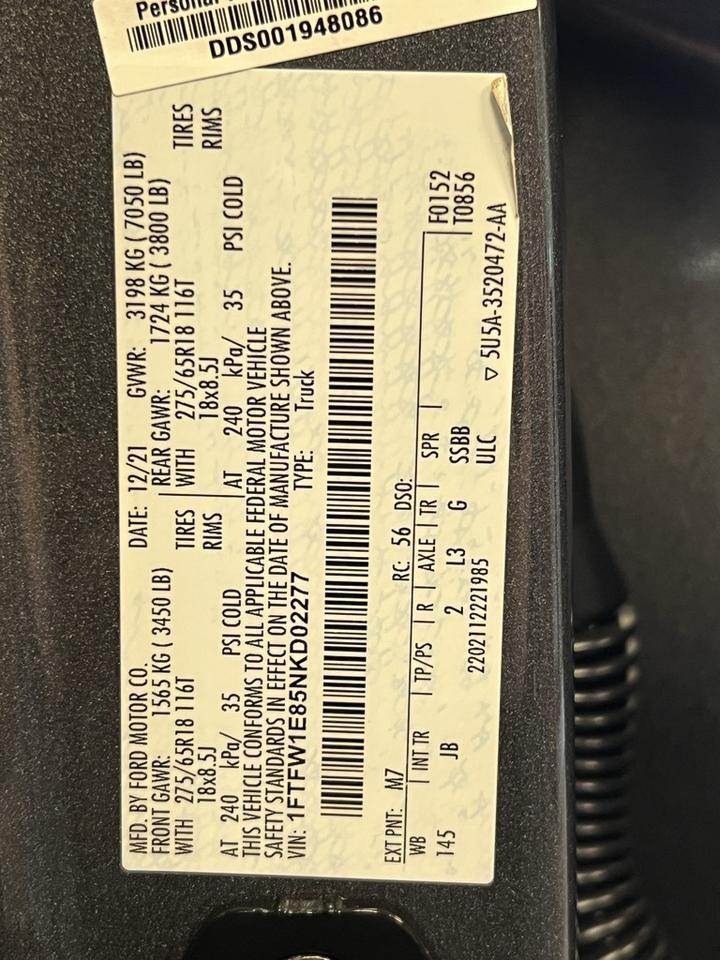 Personal
DDS001948086
MFD. BY FORD MOTOR CO. DATE: 12/21 GVWR: 3198 KG ( 7050 LB)
FRONT GAWR: 1565 KG ( 3450 LB) REAR GAWR: 1724 KG ( 3800 LB)
WITH 275/65R18 116T TIRES WITH 275/65R18 116T TIRES
18x8.5J RIMS 18x8.5J RIMS
AT 240 kPa/ 35 PSI COLD AT 240 kPa/ 35 PSI COLD
THIS VEHICLE CONFORMS TO ALL APPLICABLE FEDERAL MOTOR VEHICLE
SAFETY STANDARDS IN EFFECT ON THE DATE OF MANUFACTURE SHOWN ABOVE.
VIN: 1FTFW1E85NKD02277 TYPE: Truck
EXT PNT: M7 RC: 56 DSO: F0152
WB INT TR TP/PS R AXLE TR SPR T0856
145 JB 2 L3 G SSBB
2202112221985 ULC ▽ 5U5A-3520472-AA